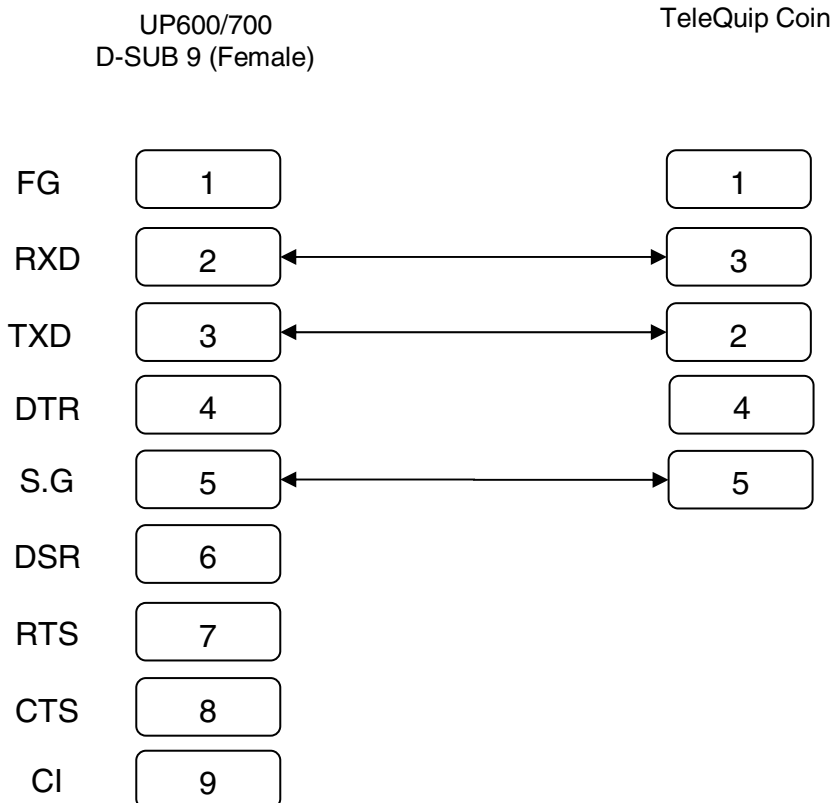 UP600/700
D-SUB 9 (Female)
TeleQuip Coin
FG 1 1
RXD 2 3
TXD 3 2
DTR 4 4
S.G 5 5
DSR 6
RTS 7
CTS 8
CI 9